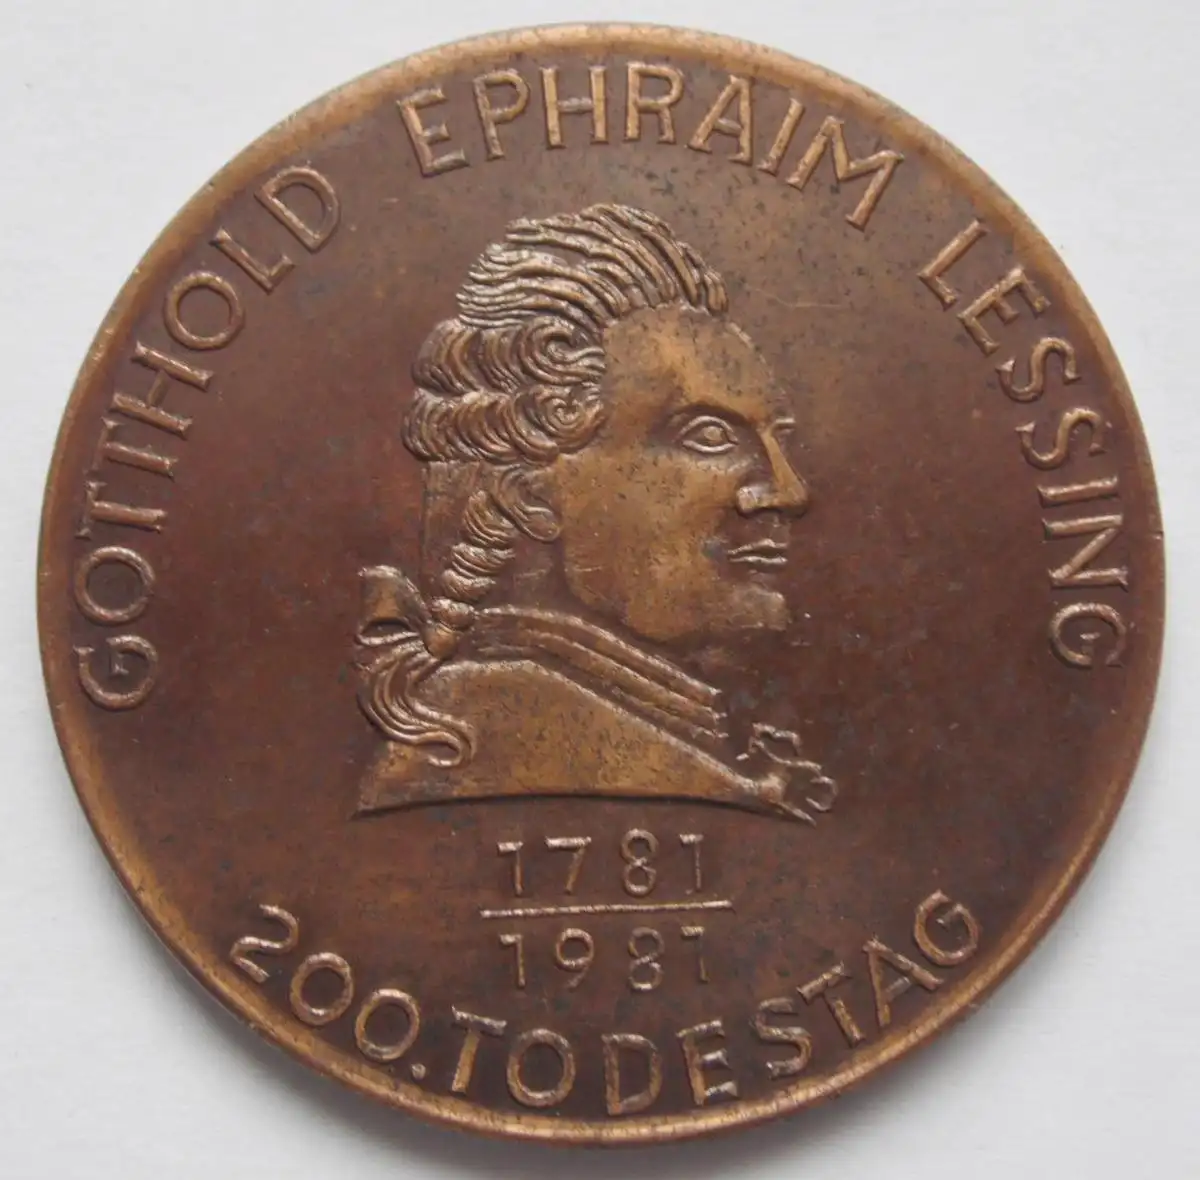 GOTTHOLD EPHRAIM LESSING
1781
1981
200. TODESTAG